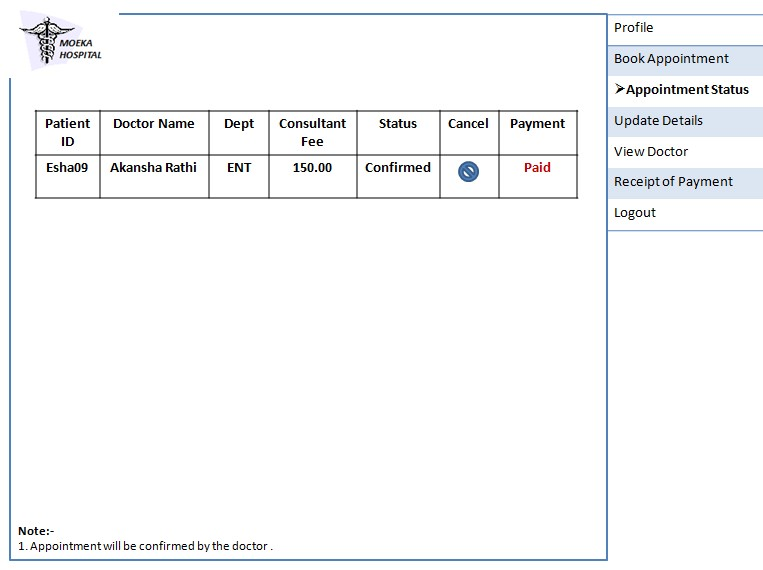 MOEKA
HOSPITAL
Profile
Book Appointment
➤Appointment Status
Update Details
View Doctor
Receipt of Payment
Logout
Patient ID Doctor Name Dept Consultant Fee Status Cancel Payment
Esha09 Akansha Rathi ENT 150.00 Confirmed Paid
Note:-
1. Appointment will be confirmed by the doctor .